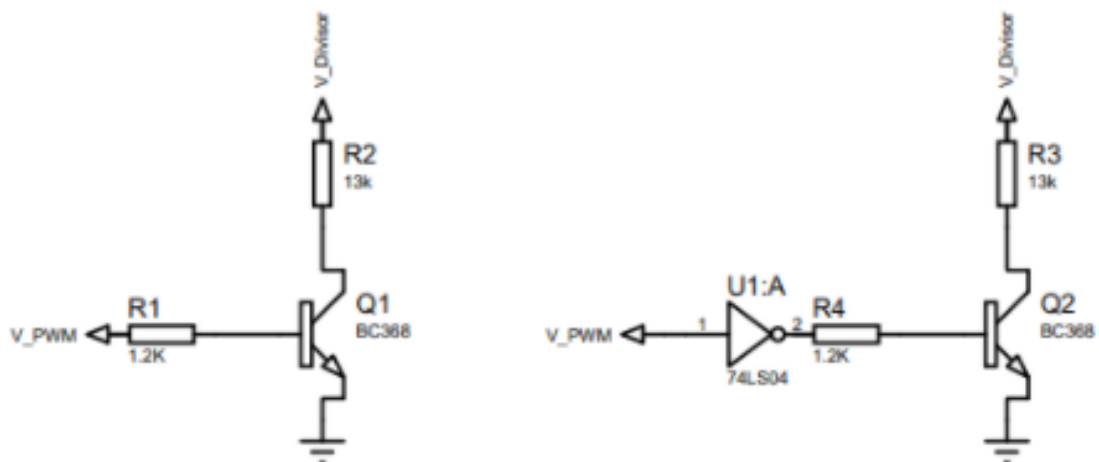 V_Divisor
R2
13k
R1
1.2K
V_PWM
Q1
BC368
V_Divisor
R3
13k
U1:A
1
2
74LS04
R4
1.2K
V_PWM
Q2
BC368